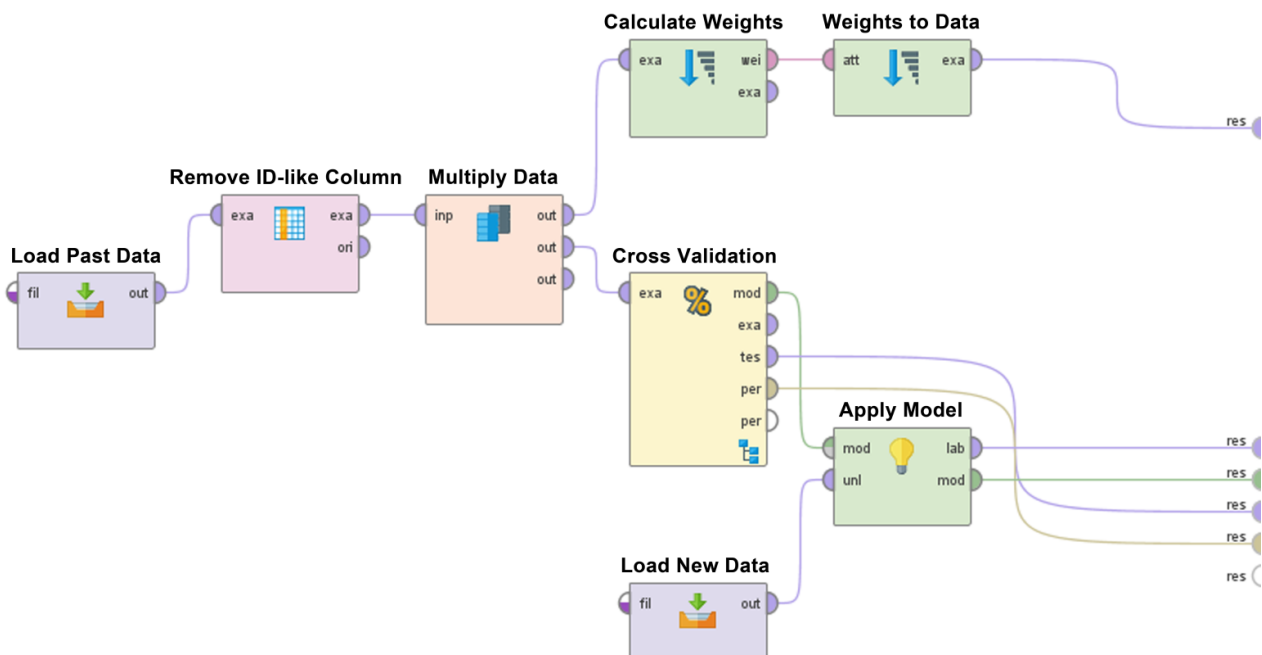 Calculate Weights
exa wei
exa
Weights to Data
att exa
res
Remove ID-like Column
exa exa
ori
Multiply Data
inp out
out
out
Load Past Data
fil out
Cross Validation
exa mod
exa
tes
per
per
Apply Model
mod lab
unl mod
res
res
res
res
res
Load New Data
fil out